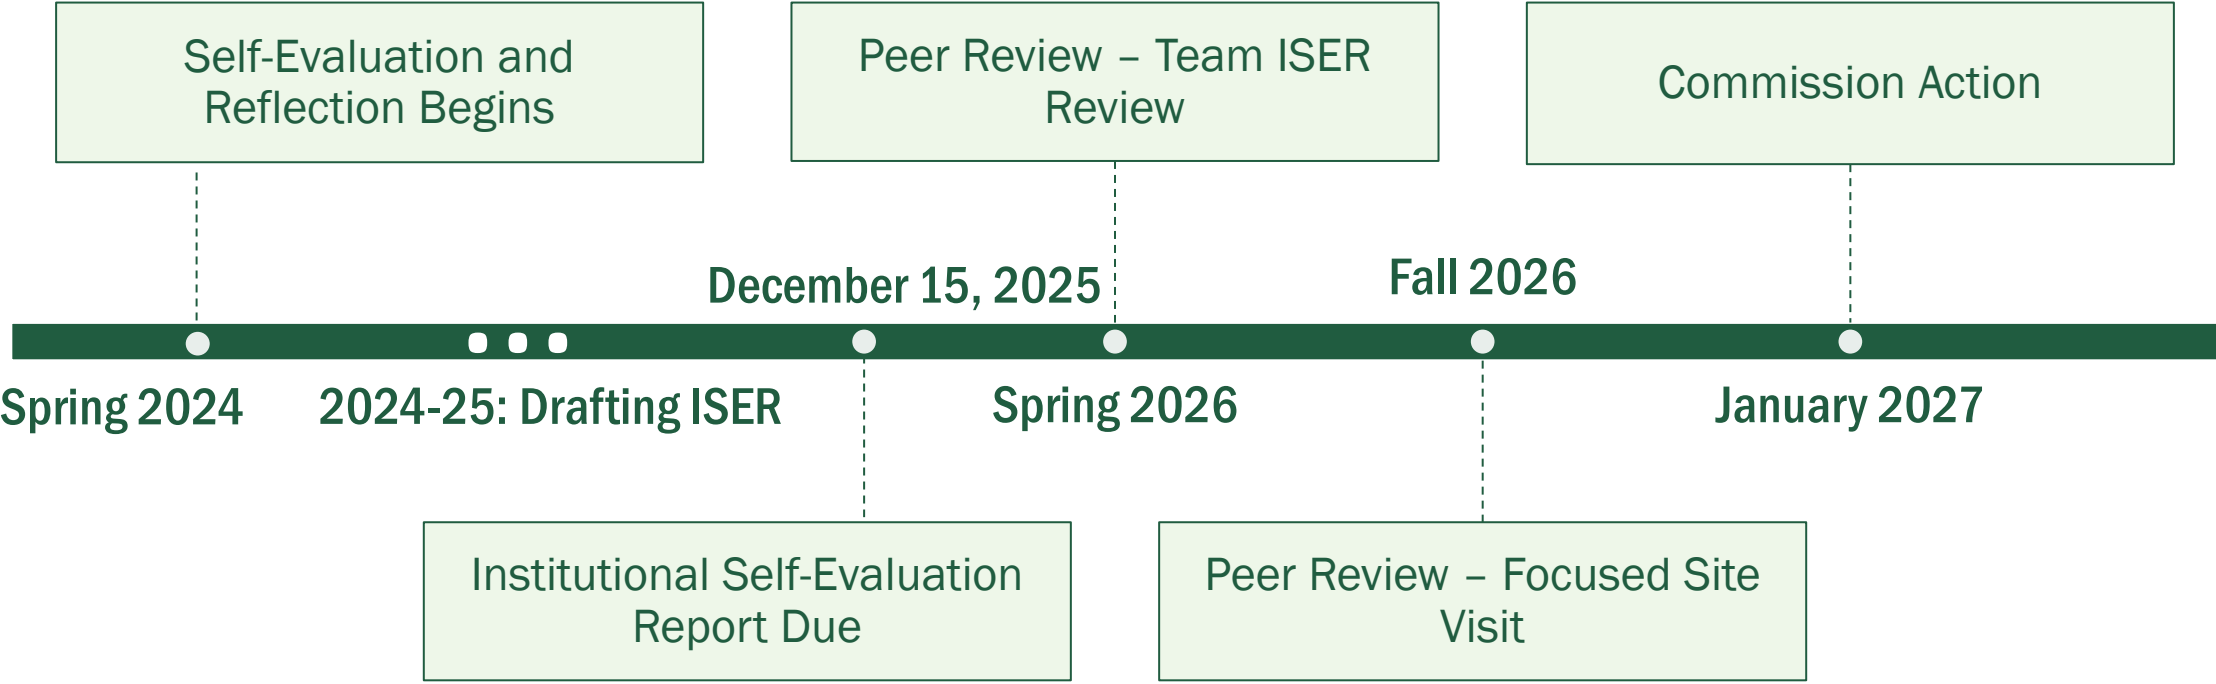 Self-Evaluation and
Reflection Begins
Peer Review – Team ISER
Review
Commission Action
December 15, 2025
Fall 2026
Spring 2024
2024-25: Drafting ISER
Spring 2026
January 2027
Institutional Self-Evaluation
Report Due
Peer Review – Focused Site
Visit